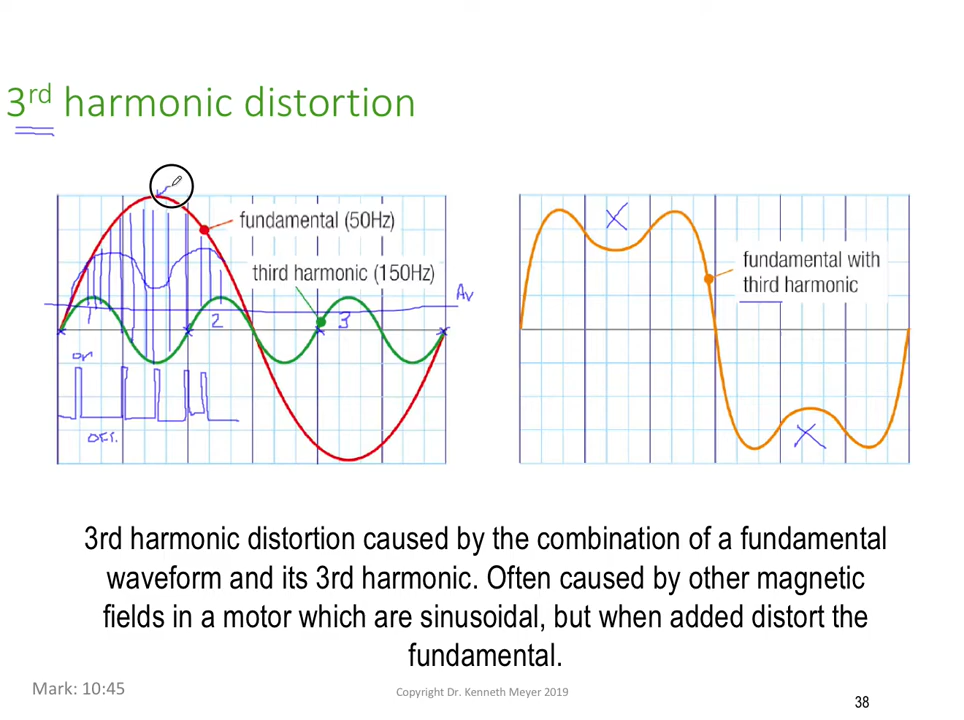 3rd harmonic distortion
fundamental (50Hz)
third harmonic (150Hz)
Av
1
2
3
on
OFF.
X
fundamental with
third harmonic
X
3rd harmonic distortion caused by the combination of a fundamental
waveform and its 3rd harmonic. Often caused by other magnetic
fields in a motor which are sinusoidal, but when added distort the
fundamental.
Mark: 10:45
Copyright Dr. Kenneth Meyer 2019
38